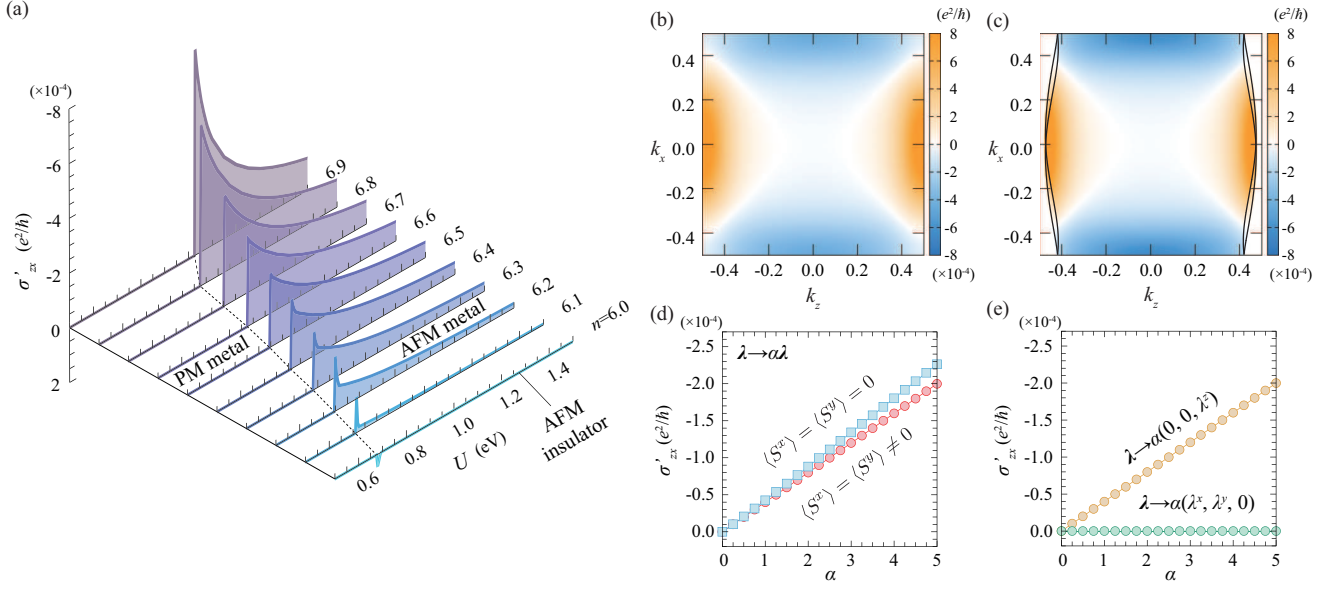 (a)
(×10⁻⁴)
-8
-6
-4
-2
0
2
σ'zx (e²/ℏ)
6.9
6.8
6.7
6.6
6.5
6.4
6.3
6.2
6.1
n=6.0
PM metal
AFM metal
AFM
insulator
0.6
0.8
1.0
1.2
1.4
U (eV)
(b)
(e²/ℏ)
0.4
0.2
0.0
-0.2
-0.4
kx
-0.4 -0.2 0.0 0.2 0.4
kz
8
6
4
2
0
-2
-4
-6
-8
(×10⁻⁴)
(c)
(e²/ℏ)
0.4
0.2
0.0
-0.2
-0.4
kx
-0.4 -0.2 0.0 0.2 0.4
kz
8
6
4
2
0
-2
-4
-6
-8
(×10⁻⁴)
(d)
(×10⁻⁴)
-2.5
-2.0
-1.5
-1.0
-0.5
0.0
σ'zx (e²/ℏ)
λ→αλ
⟨Sˣ⟩ = ⟨Sʸ⟩ = 0
⟨Sˣ⟩ = ⟨Sʸ⟩ ≠ 0
0 1 2 3 4 5
α
(e)
(×10⁻⁴)
-2.5
-2.0
-1.5
-1.0
-0.5
0.0
σ'zx (e²/ℏ)
λ→α(0, 0, λᶻ)
λ→α(λˣ, λʸ, 0)
0 1 2 3 4 5
α